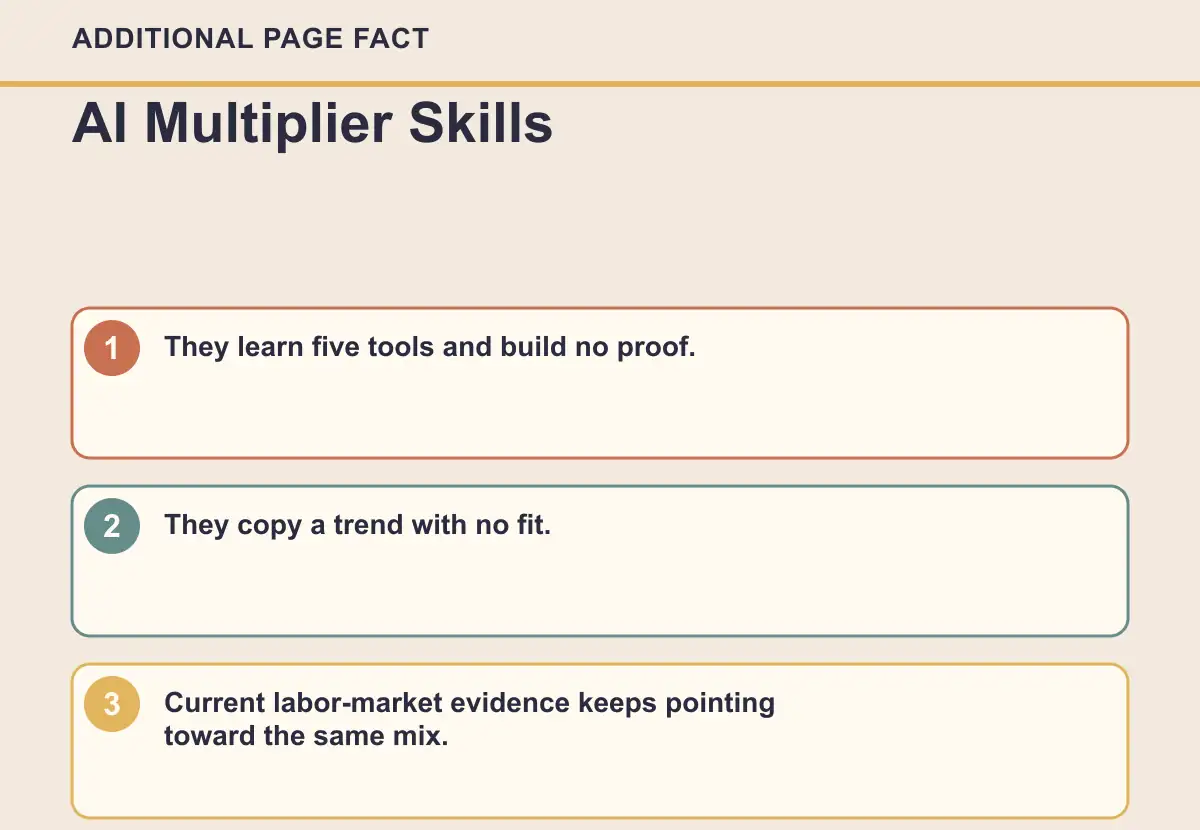 ADDITIONAL PAGE FACT
AI Multiplier Skills
1
They learn five tools and build no proof.
2
They copy a trend with no fit.
3
Current labor-market evidence keeps pointing
toward the same mix.